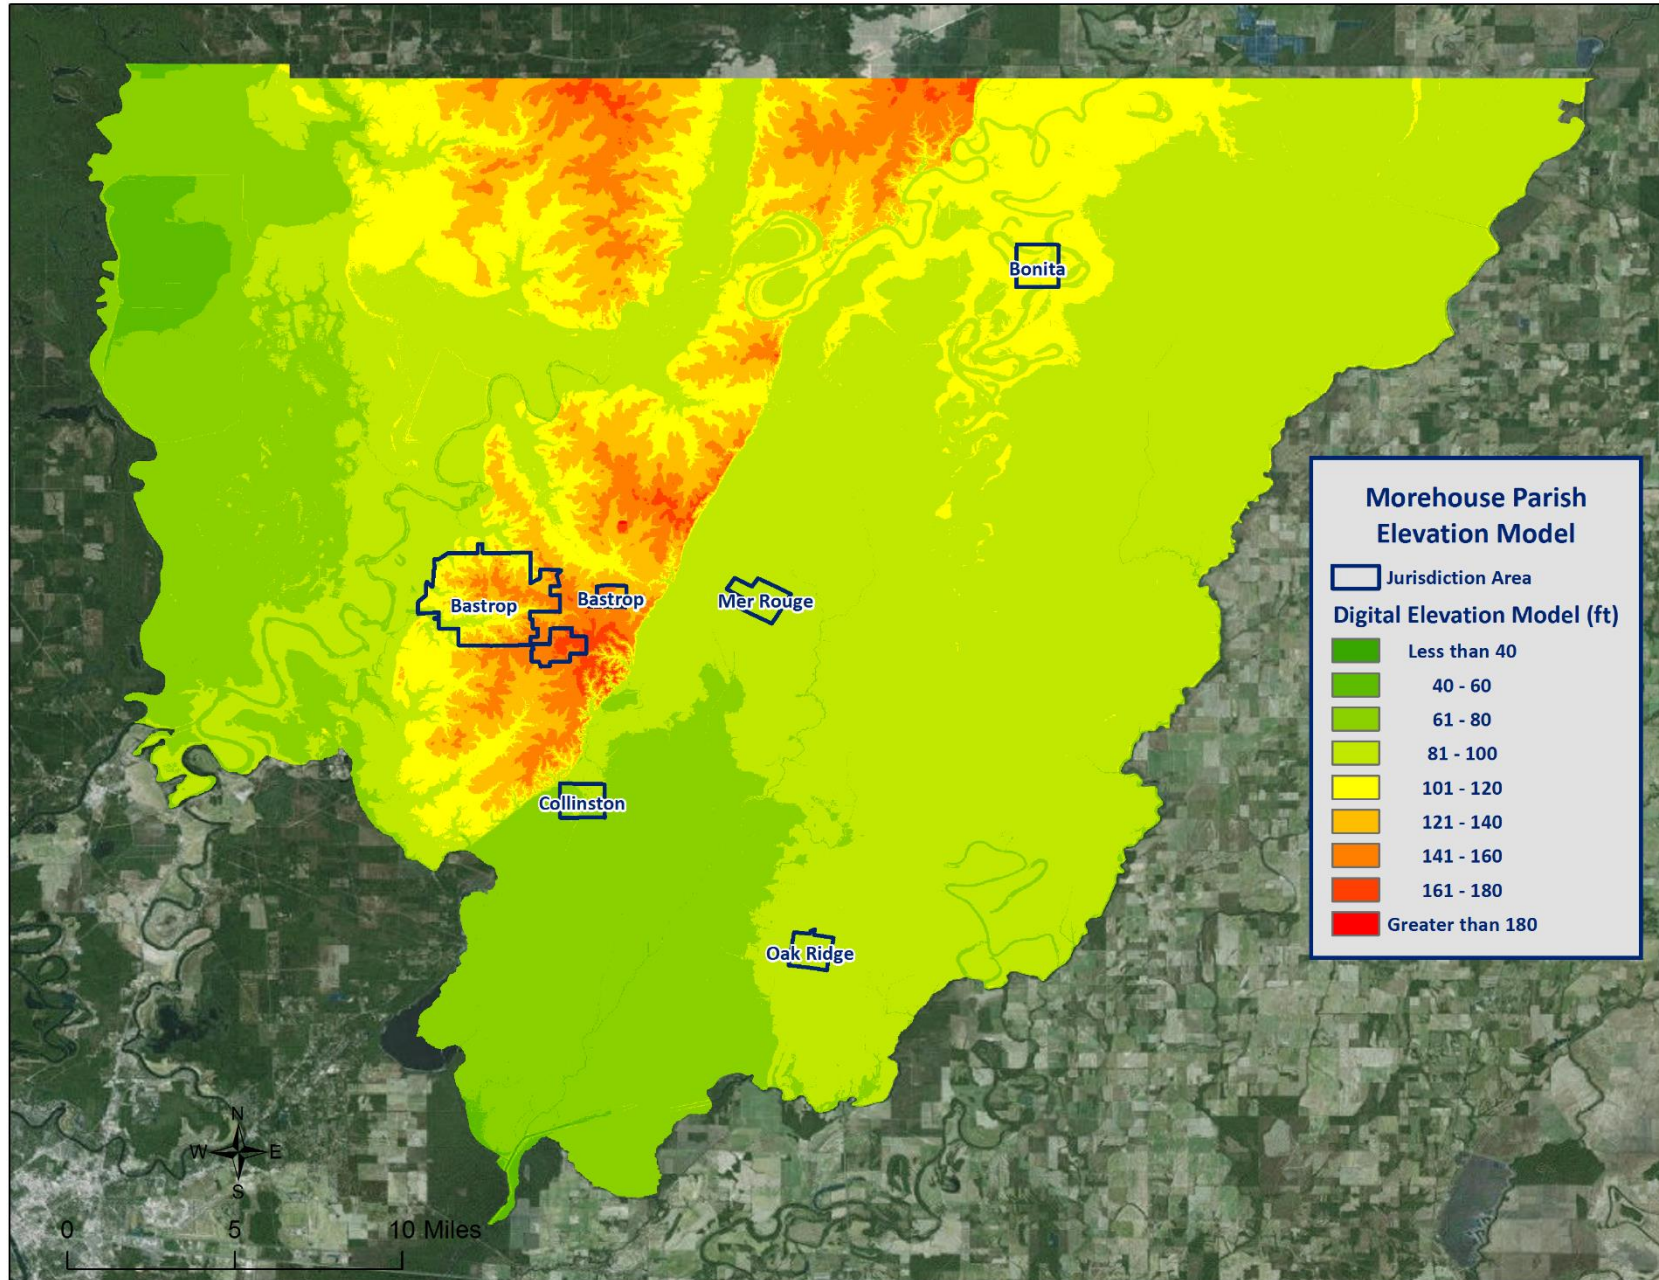 Bonita
Morehouse Parish
Elevation Model
Jurisdiction Area
Digital Elevation Model (ft)
Less than 40
40 - 60
61 - 80
81 - 100
101 - 120
121 - 140
141 - 160
161 - 180
Greater than 180
Bastrop
Bastrop
Mer Rouge
Collinston
Oak Ridge
N
W E
S
0 5 10 Miles